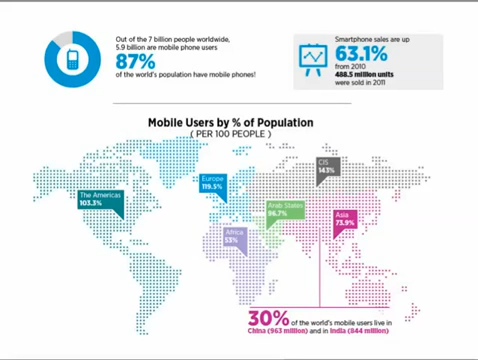 Out of the 7 billion people worldwide,
5.9 billion are mobile phone users
87%
of the world's population have mobile phones!
Smartphone sales are up
63.1%
from 2010
488.5 million units
were sold in 2011
Mobile Users by % of Population
( PER 100 PEOPLE )
CIS
143%
Europe
119.5%
The Americas
103.3%
Arab States
96.7%
Asia
73.9%
Africa
53%
30% of the world's mobile users live in
China (963 million) and in India (844 million)